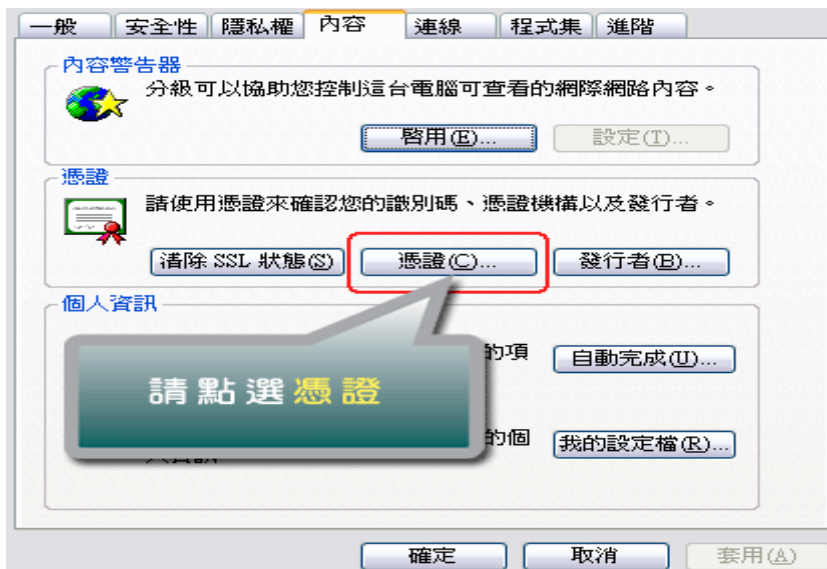 一般 安全性 隱私權 內容 連線 程式集 進階
內容警告器
分級可以協助您控制這台電腦可查看的網際網路內容。
啓用(E)... 設定(T)...
憑證
請使用憑證來確認您的識別碼、憑證機構以及發行者。
清除 SSL 狀態(S) 憑證(C)... 發行者(B)...
個人資訊
的項 自動完成(U)...
請點選憑證
的個 我的設定檔(R)...
確定 取消 套用(A)